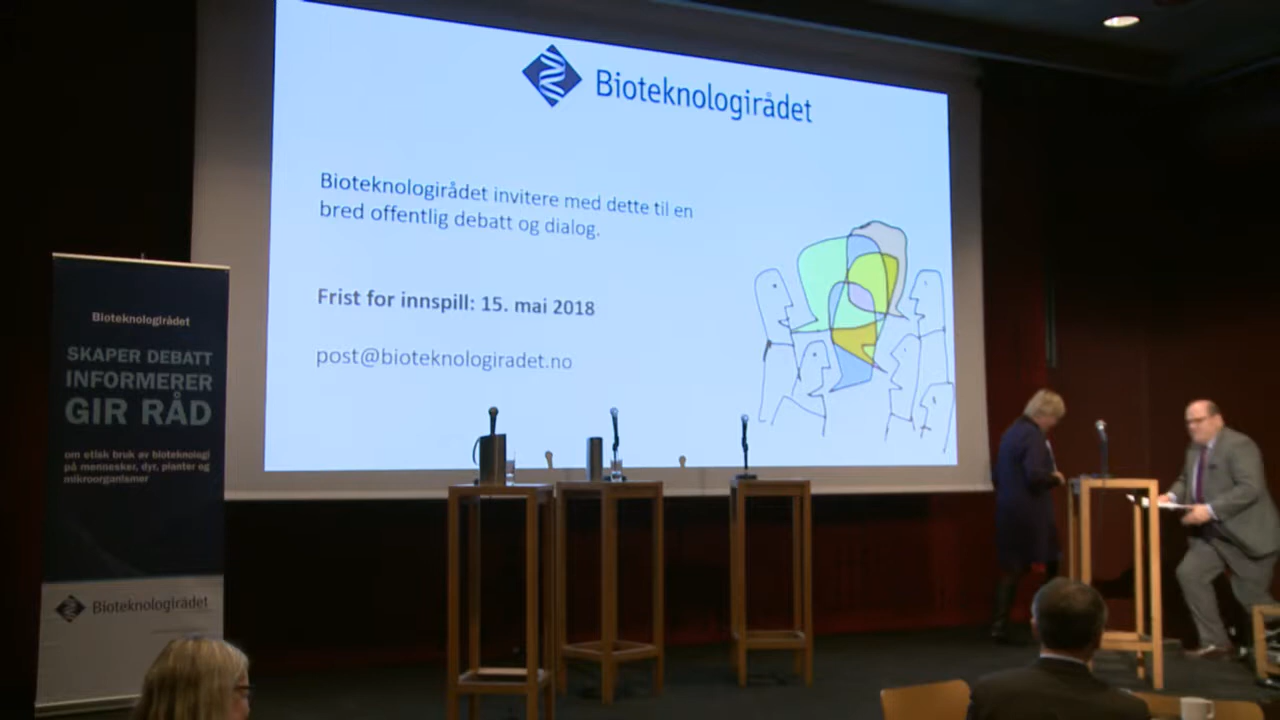 Bioteknologirådet
Bioteknologirådet invitere med dette til en
bred offentlig debatt og dialog.
Frist for innspill: 15. mai 2018
post@bioteknologiradet.no
Bioteknologirådet
SKAPER DEBATT
INFORMERER
GIR RÅD
om etisk bruk av bioteknologi
på mennesker, dyr, planter og
mikroorganismer
Bioteknologirådet